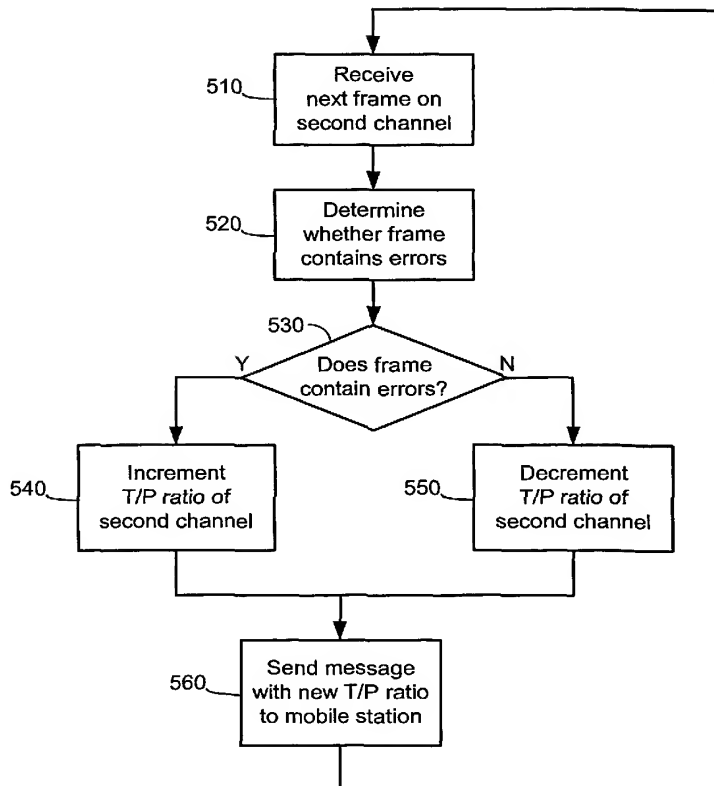 510
Receive
next frame on
second channel
520
Determine
whether frame
contains errors
530
Y
Does frame
contain errors?
N
540
Increment
T/P ratio of
second channel
550
Decrement
T/P ratio of
second channel
560
Send message
with new T/P ratio
to mobile station